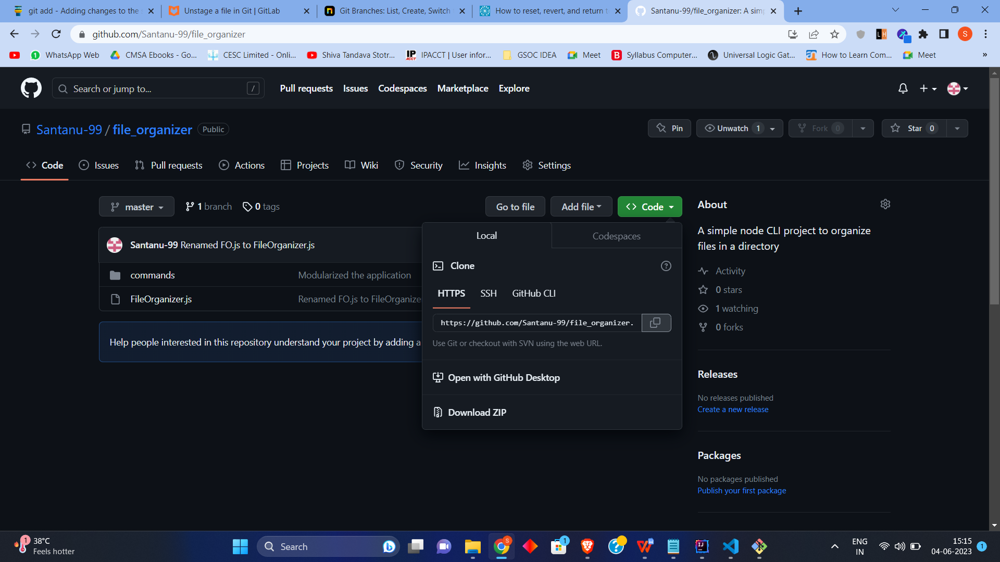 git add - Adding changes to the
Unstage a file in Git | GitLab
Git Branches: List, Create, Switch
How to reset, revert, and return t
Santanu-99/file_organizer: A sim
github.com/Santanu-99/file_organizer
LH
S
WhatsApp Web
CMSA Ebooks - Go...
CESC Limited - Onli...
Shiva Tandava Stotr...
IP ACCT
IPACCT | User infor...
GSOC IDEA
Meet
B
Syllabus Computer...
Universal Logic Gat...
How to Learn Com...
Meet
»
Search or jump to...
/
Pull requests
Issues
Codespaces
Marketplace
Explore
Santanu-99 / file_organizer
Public
Pin
Unwatch 1
Fork 0
Star 0
Code
Issues
Pull requests
Actions
Projects
Wiki
Security
Insights
Settings
master
1 branch
0 tags
Go to file
Add file
Code
About
A simple node CLI project to organize
files in a directory
Santanu-99 Renamed FO.js to FileOrganizer.js
commands
Modularized the application
FileOrganizer.js
Renamed FO.js to FileOrganize
Help people interested in this repository understand your project by adding a
Local
Codespaces
Clone
HTTPS
SSH
GitHub CLI
https://github.com/Santanu-99/file_organizer.
Use Git or checkout with SVN using the web URL.
Open with GitHub Desktop
Download ZIP
Activity
0 stars
1 watching
0 forks
Releases
No releases published
Create a new release
Packages
No packages published
Publish your first package
1
38°C
Feels hotter
Search
S
1
IJ
ENG
IN
15:15
04-06-2023
1